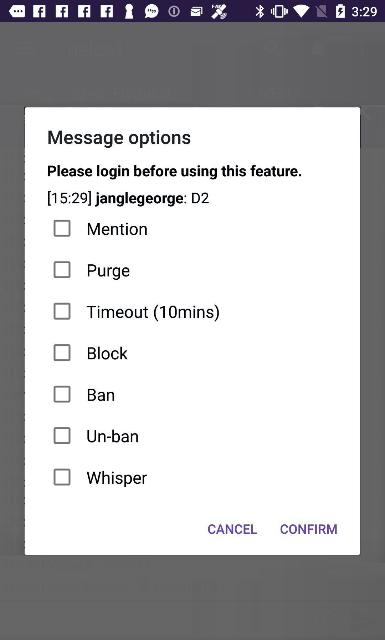 3:29
Message options
Please login before using this feature.
[15:29] janglegeorge: D2
Mention
Purge
Timeout (10mins)
Block
Ban
Un-ban
Whisper
CANCEL CONFIRM